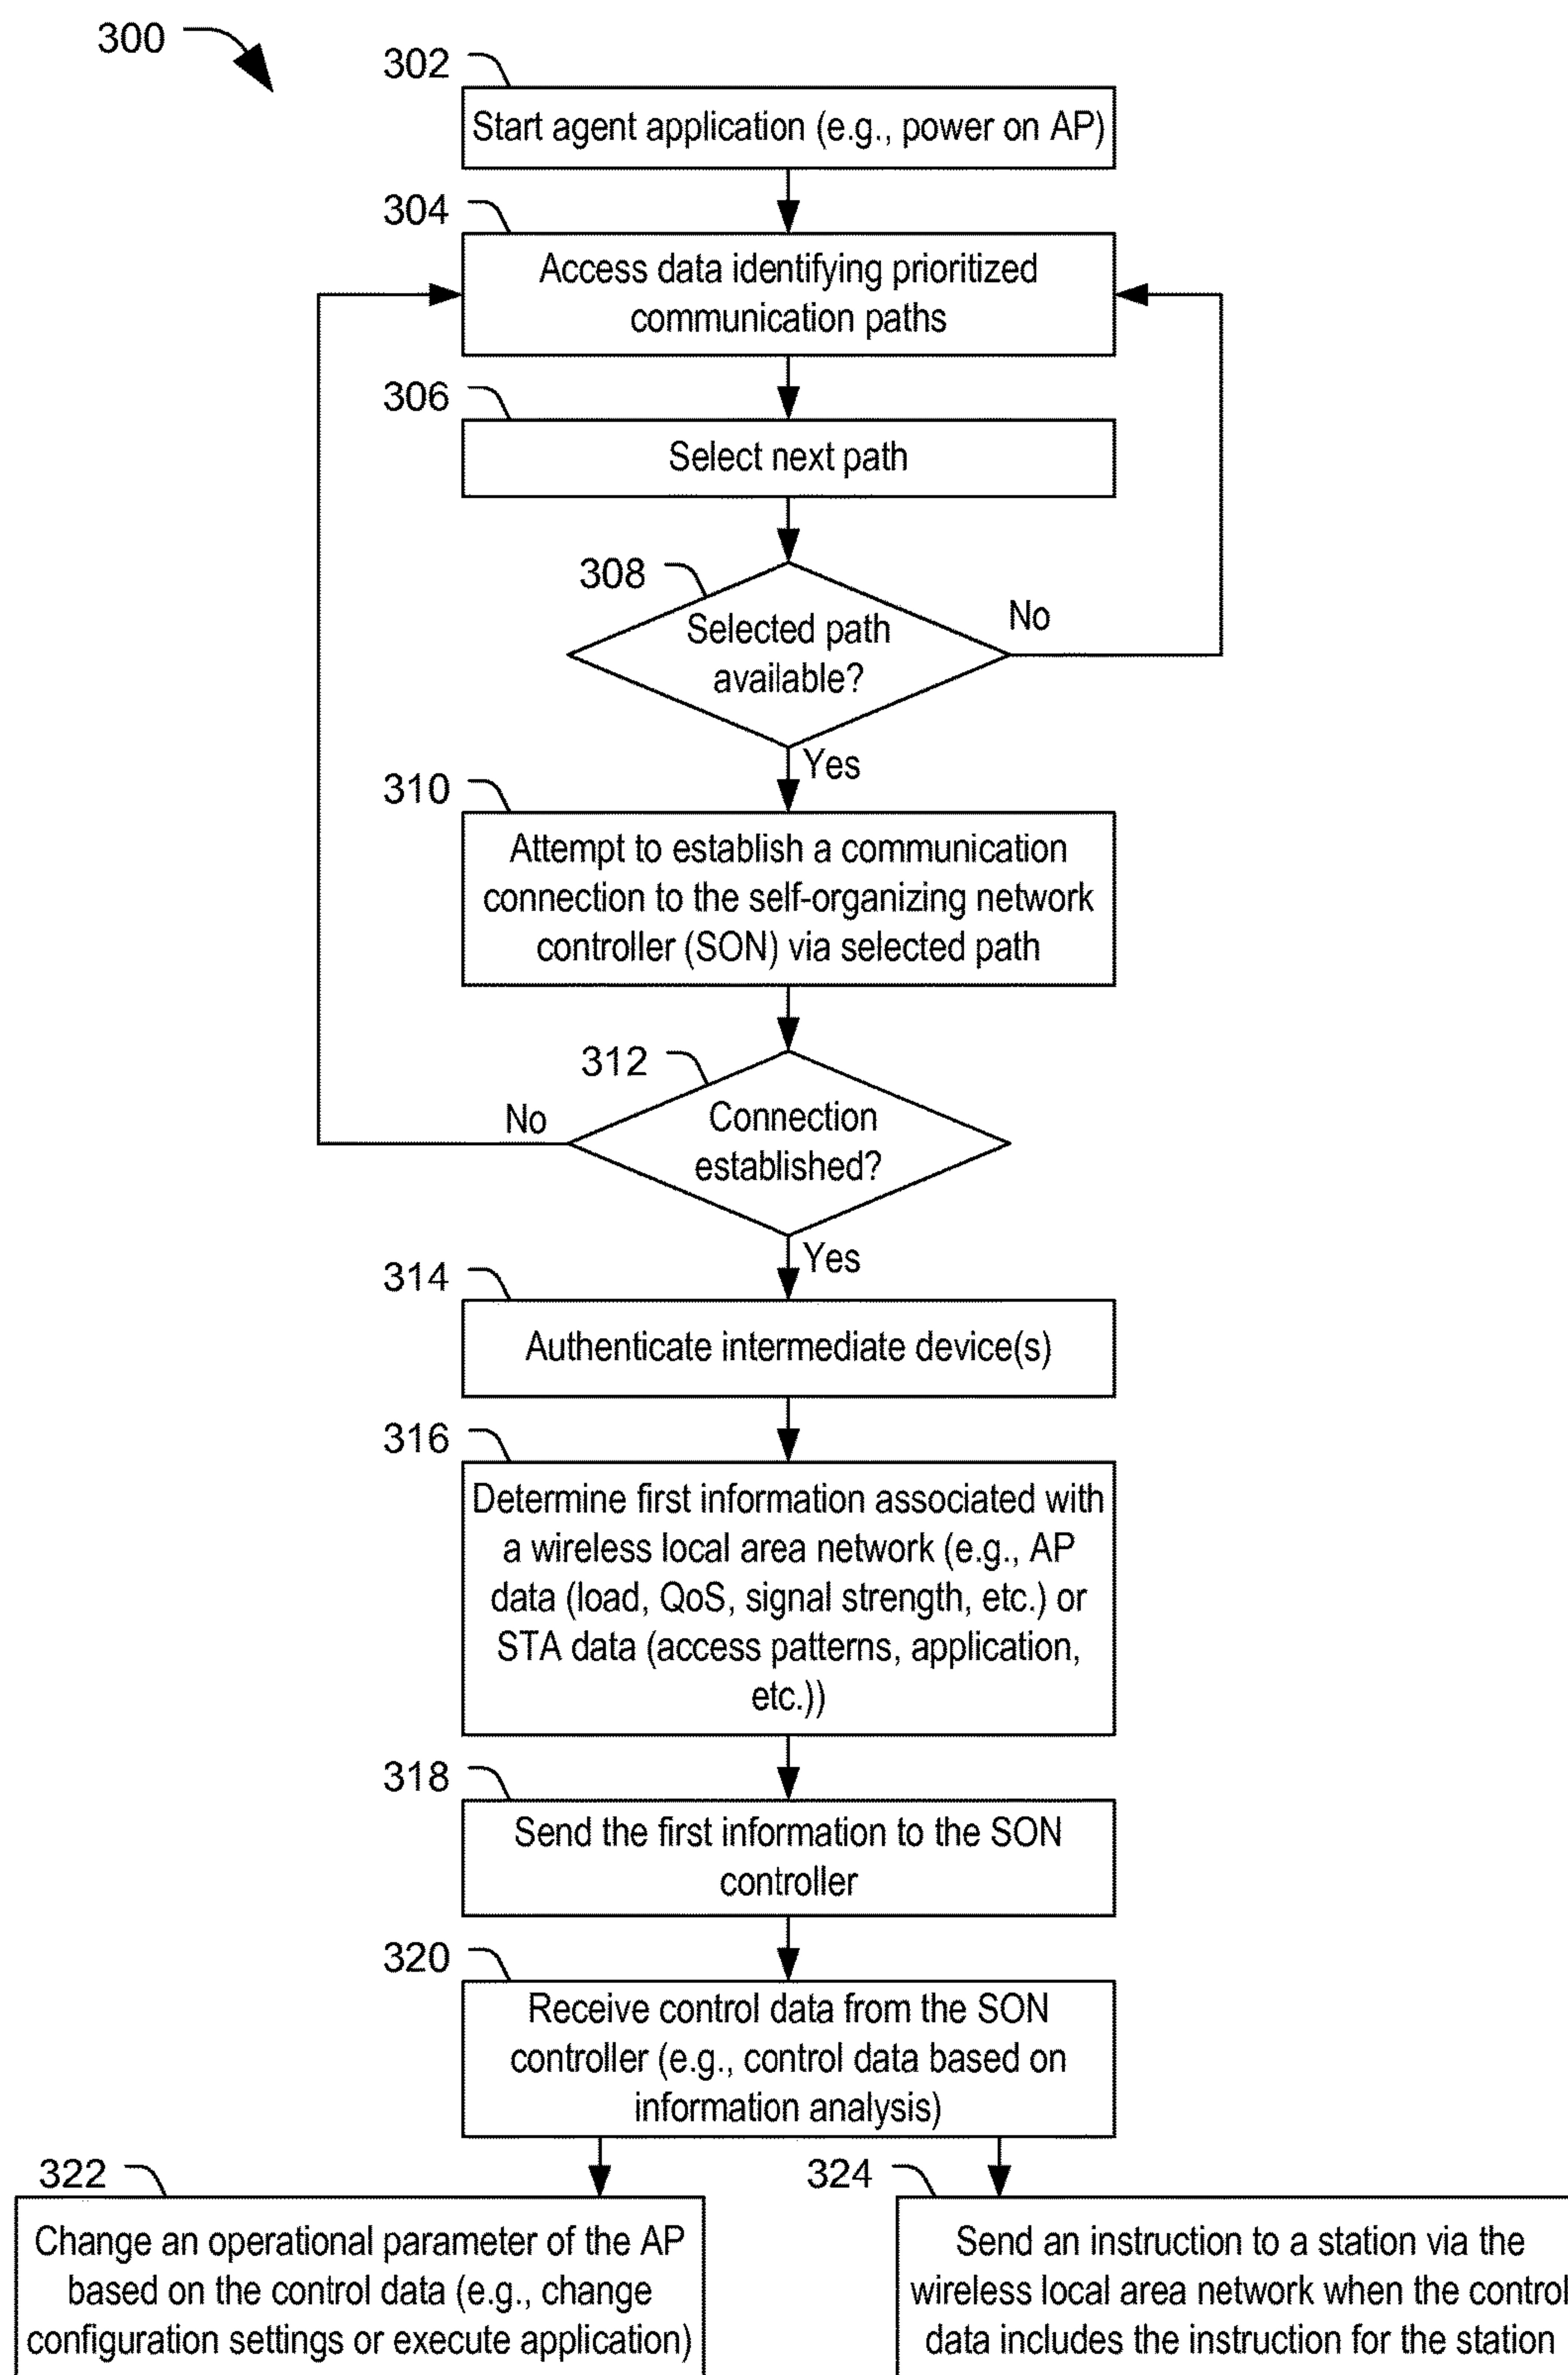 300
302
Start agent application (e.g., power on AP)
304
Access data identifying prioritized
communication paths
306
Select next path
308
Selected path
available?
No
Yes
310
Attempt to establish a communication
connection to the self-organizing network
controller (SON) via selected path
312
Connection
established?
No
Yes
314
Authenticate intermediate device(s)
316
Determine first information associated with
a wireless local area network (e.g., AP
data (load, QoS, signal strength, etc.) or
STA data (access patterns, application,
etc.))
318
Send the first information to the SON
controller
320
Receive control data from the SON
controller (e.g., control data based on
information analysis)
322
Change an operational parameter of the AP
based on the control data (e.g., change
configuration settings or execute application)
324
Send an instruction to a station via the
wireless local area network when the control
data includes the instruction for the station